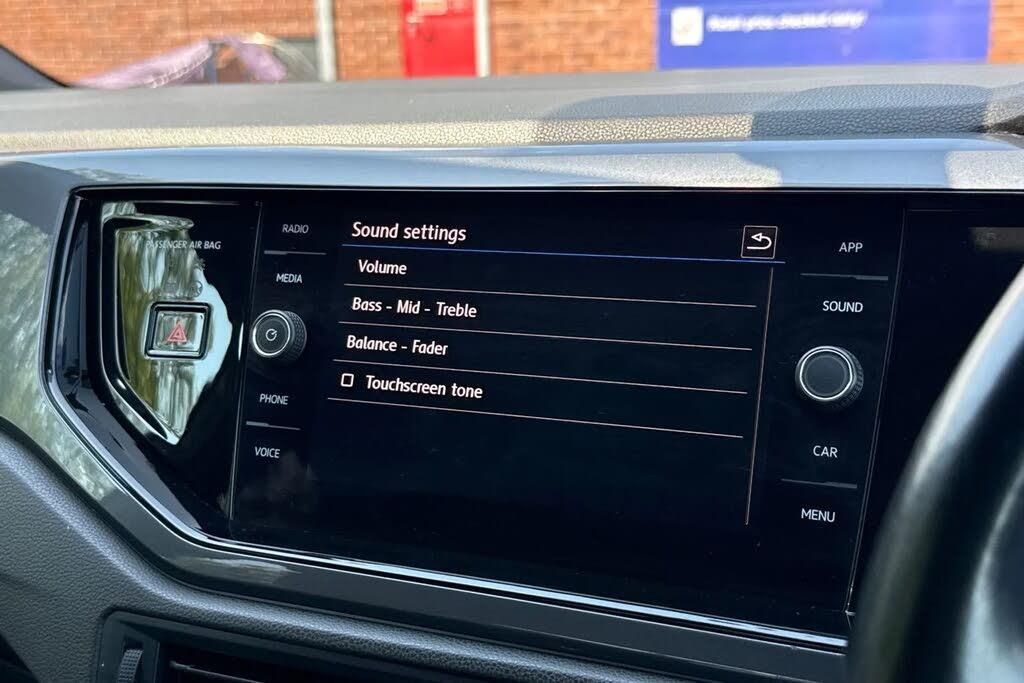 PASSENGER AIR BAG
RADIO
MEDIA
PHONE
VOICE
Sound settings
Volume
Bass - Mid - Treble
Balance - Fader
Touchscreen tone
APP
SOUND
CAR
MENU